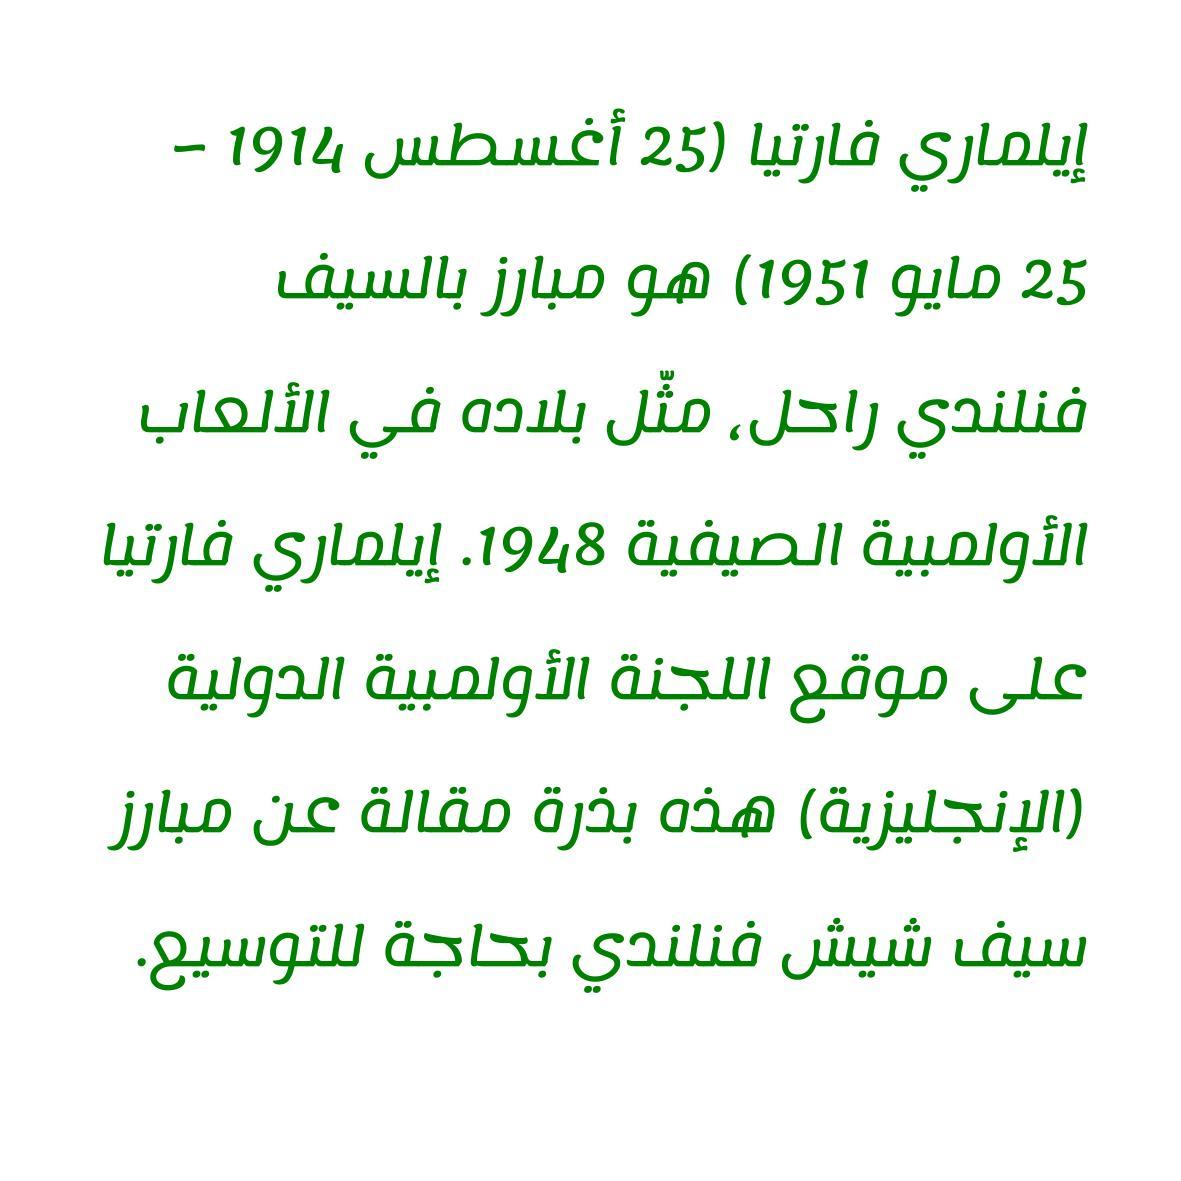 إيلماري فارتيا (25 أغسطس 1914 –
25 مايو 1951) هو مبارز بالسيف
فنلندي راحل، مثّل بلاده في الألعاب
الأولمبية الصيفية 1948. إيلماري فارتيا
على موقع اللجنة الأولمبية الدولية
(الإنجليزية) هذه بذرة مقالة عن مبارز
سيف شيش فنلندي بحاجة للتوسيع.